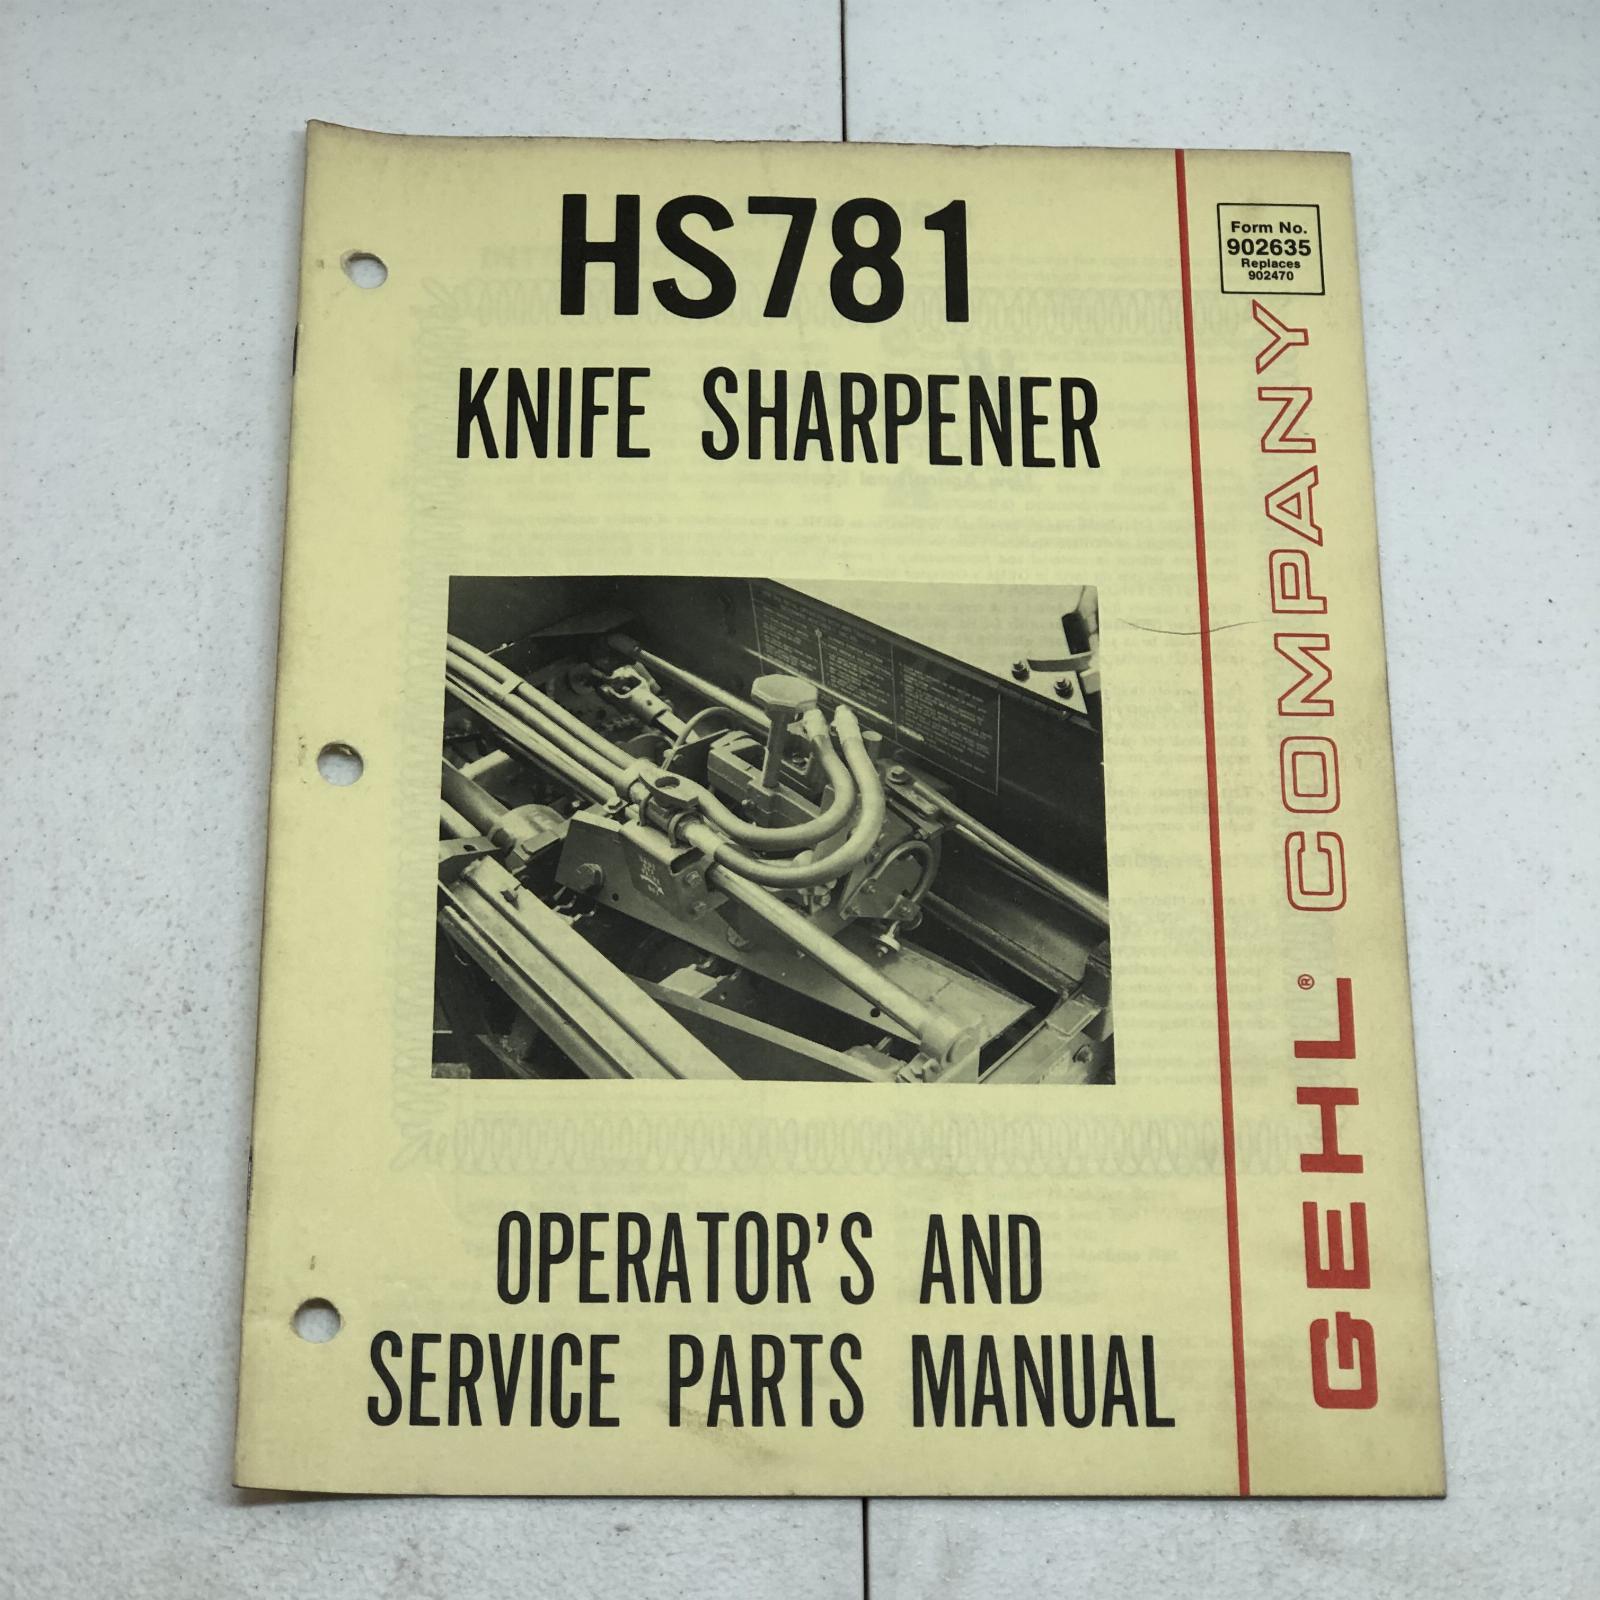 HS781
KNIFE SHARPENER
OPERATOR'S AND
SERVICE PARTS MANUAL
Form No.
902635
Replaces
902470
GEHL® COMPANY